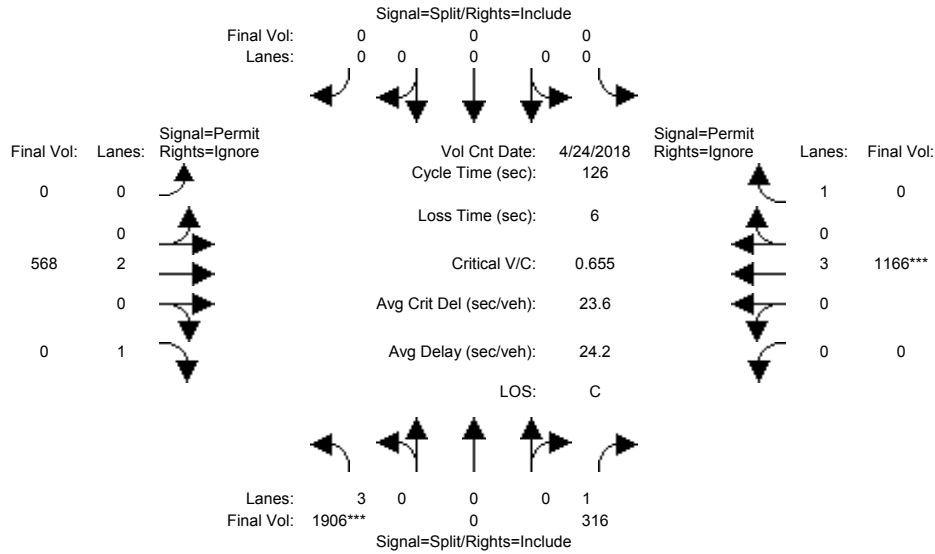 Signal=Split/Rights=Include
Final Vol: 0 0 0
Lanes: 0 0 0 0 0
Signal=Permit
Final Vol: Lanes: Rights=Ignore
Vol Cnt Date: 4/24/2018
Signal=Permit
Rights=Ignore Lanes: Final Vol:
Cycle Time (sec): 126
0 0 1 0
Loss Time (sec): 6
0 0
568 2 Critical V/C: 0.655 3 1166***
0 Avg Crit Del (sec/veh): 23.6 0
0 1 Avg Delay (sec/veh): 24.2 0 0
LOS: C
Lanes: 3 0 0 0 1
Final Vol: 1906*** 0 316
Signal=Split/Rights=Include